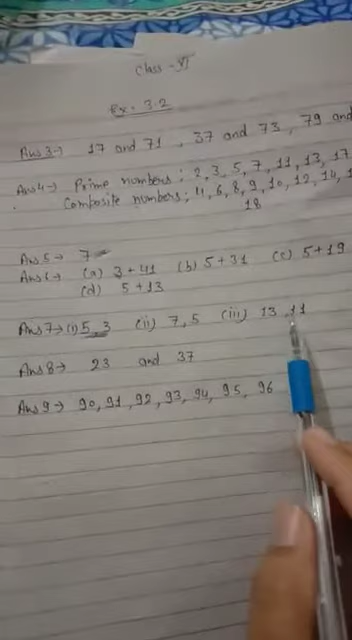 Class - VI
Ex. 3.2
Ans 3-> 17 and 71 , 37 and 73 , 79 and
Ans 4-> Prime numbers : 2, 3, 5, 7, 11, 13, 17
Composite numbers : 4, 6, 8, 9, 10, 12, 14,
18
Ans 5-> 7
Ans 6-> (a) 3 + 41 (b) 5 + 31 (c) 5 + 19
(d) 5 + 13
Ans 7-> (i) 5, 3 (ii) 7, 5 (iii) 13, 11
Ans 8-> 23 and 37
Ans 9-> 90, 91, 92, 93, 94, 95, 96